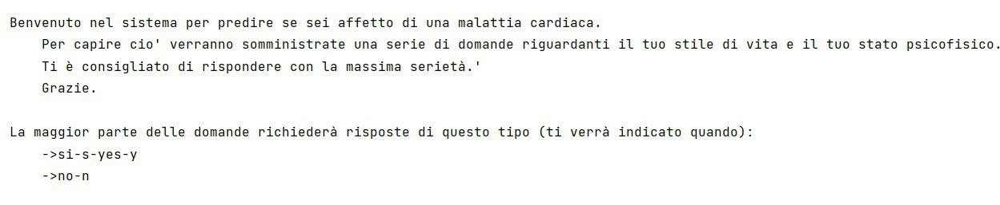 Benvenuto nel sistema per predire se sei affetto di una malattia cardiaca.
Per capire cio' verranno somministrate una serie di domande riguardanti il tuo stile di vita e il tuo stato psicofisico.
Ti è consigliato di rispondere con la massima serietà.'
Grazie.
La maggior parte delle domande richiederà risposte di questo tipo (ti verrà indicato quando):
->si-s-yes-y
->no-n